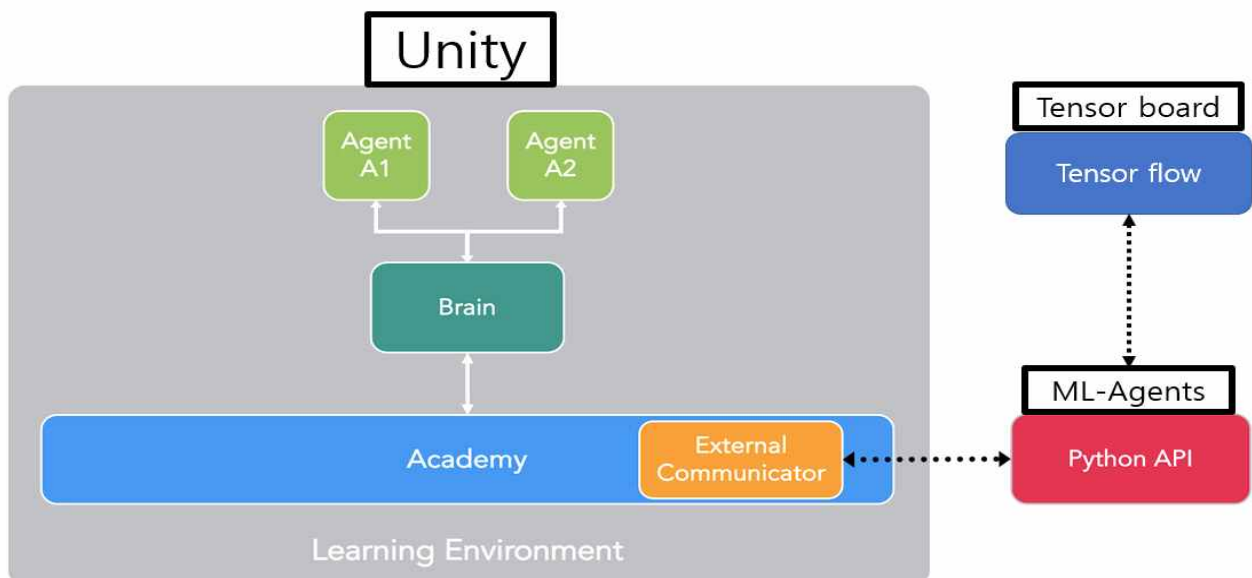 Unity
Agent
A1
Agent
A2
Tensor board
Tensor flow
Brain
ML-Agents
Academy
External
Communicator
Python API
Learning Environment